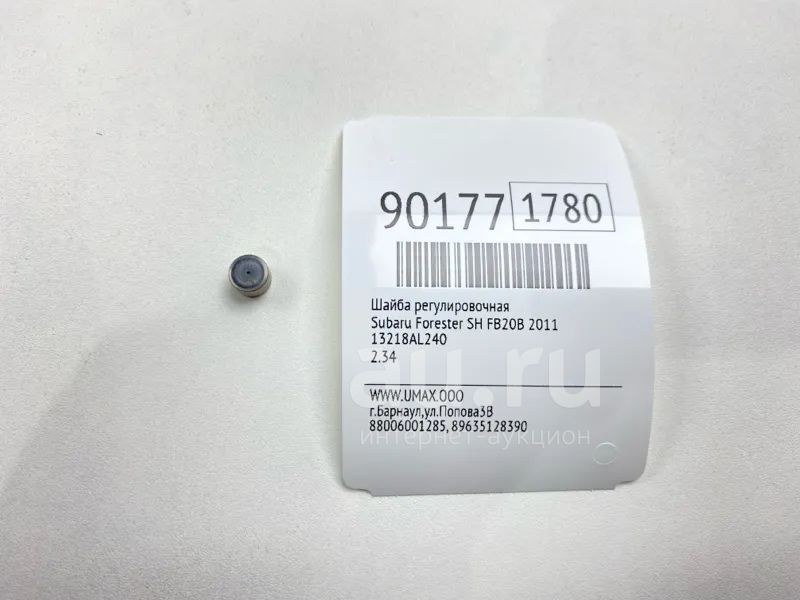 90177 1780
Шайба регулировочная
Subaru Forester SH FB20B 2011
13218AL240
2.34
WWW.UMAX.OOO
г.Барнаул,ул.Попова3В
88006001285, 89635128390
au.ru
интернет-аукцион